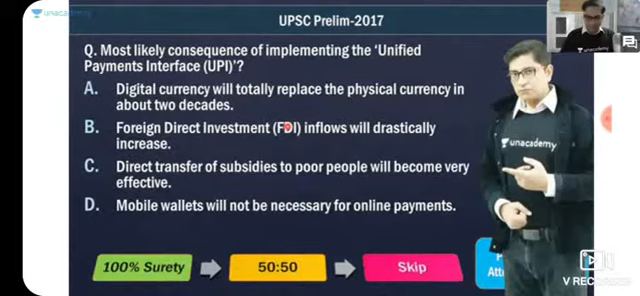 unacademy
UPSC Prelim-2017
unacademy
Q. Most likely consequence of implementing the 'Unified
Payments Interface (UPI)'?
A. Digital currency will totally replace the physical currency in
about two decades.
B. Foreign Direct Investment (FDI) inflows will drastically
increase.
C. Direct transfer of subsidies to poor people will become very
effective.
D. Mobile wallets will not be necessary for online payments.
unacademy
100% Surety
50:50
Skip
V RECORDER